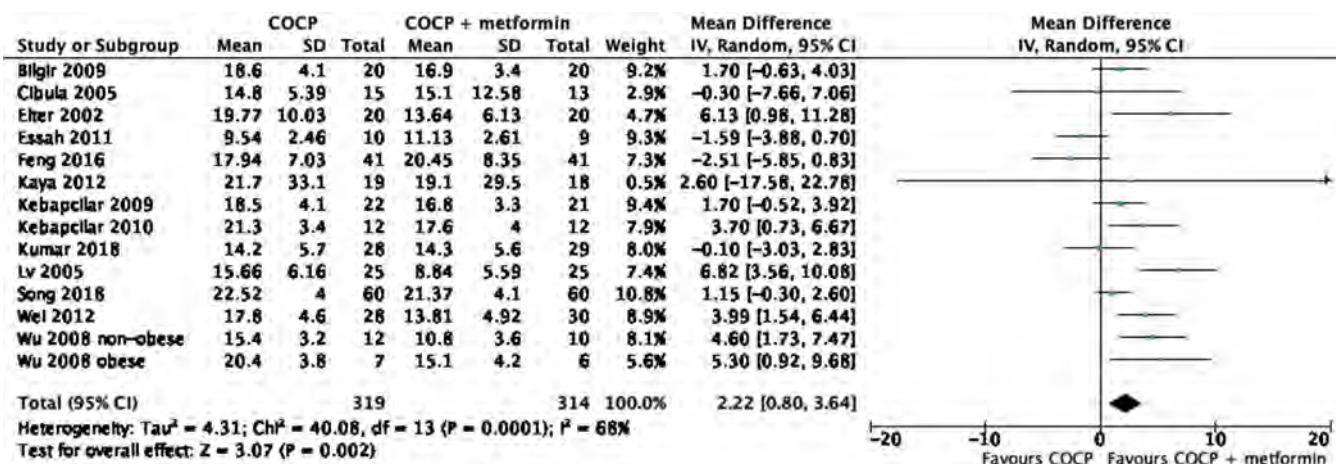 COCP COCP + metformin Mean Difference Mean Difference
Study or Subgroup Mean SD Total Mean SD Total Weight IV, Random, 95% CI IV, Random, 95% CI
Bilgir 2009 18.6 4.1 20 16.9 3.4 20 9.2% 1.70 [-0.63, 4.03]
Cibula 2005 14.8 5.39 15 15.1 12.58 13 2.9% -0.30 [-7.66, 7.06]
Elter 2002 19.77 10.03 20 13.64 6.13 20 4.7% 6.13 [0.98, 11.28]
Essah 2011 9.54 2.46 10 11.13 2.61 9 9.3% -1.59 [-3.88, 0.70]
Feng 2016 17.94 7.03 41 20.45 8.35 41 7.3% -2.51 [-5.85, 0.83]
Kaya 2012 21.7 33.1 19 19.1 29.5 18 0.5% 2.60 [-17.58, 22.78]
Kebapcilar 2009 18.5 4.1 22 16.8 3.3 21 9.4% 1.70 [-0.52, 3.92]
Kebapcilar 2010 21.3 3.4 12 17.6 4 12 7.9% 3.70 [0.73, 6.67]
Kumar 2018 14.2 5.7 28 14.3 5.6 29 8.0% -0.10 [-3.03, 2.83]
Lv 2005 15.66 6.16 25 8.84 5.59 25 7.4% 6.82 [3.56, 10.08]
Song 2018 22.52 4 60 21.37 4.1 60 10.8% 1.15 [-0.30, 2.60]
Wei 2012 17.8 4.6 28 13.81 4.92 30 8.9% 3.99 [1.54, 6.44]
Wu 2008 non-obese 15.4 3.2 12 10.8 3.6 10 8.1% 4.60 [1.73, 7.47]
Wu 2008 obese 20.4 3.8 7 15.1 4.2 6 5.6% 5.30 [0.92, 9.68]
Total (95% CI) 319 314 100.0% 2.22 [0.80, 3.64]
Heterogeneity: Tau² = 4.31; Chi² = 40.08, df = 13 (P = 0.0001); I² = 68%
Test for overall effect: Z = 3.07 (P = 0.002)
-20 -10 0 10 20
Favours COCP Favours COCP + metformin